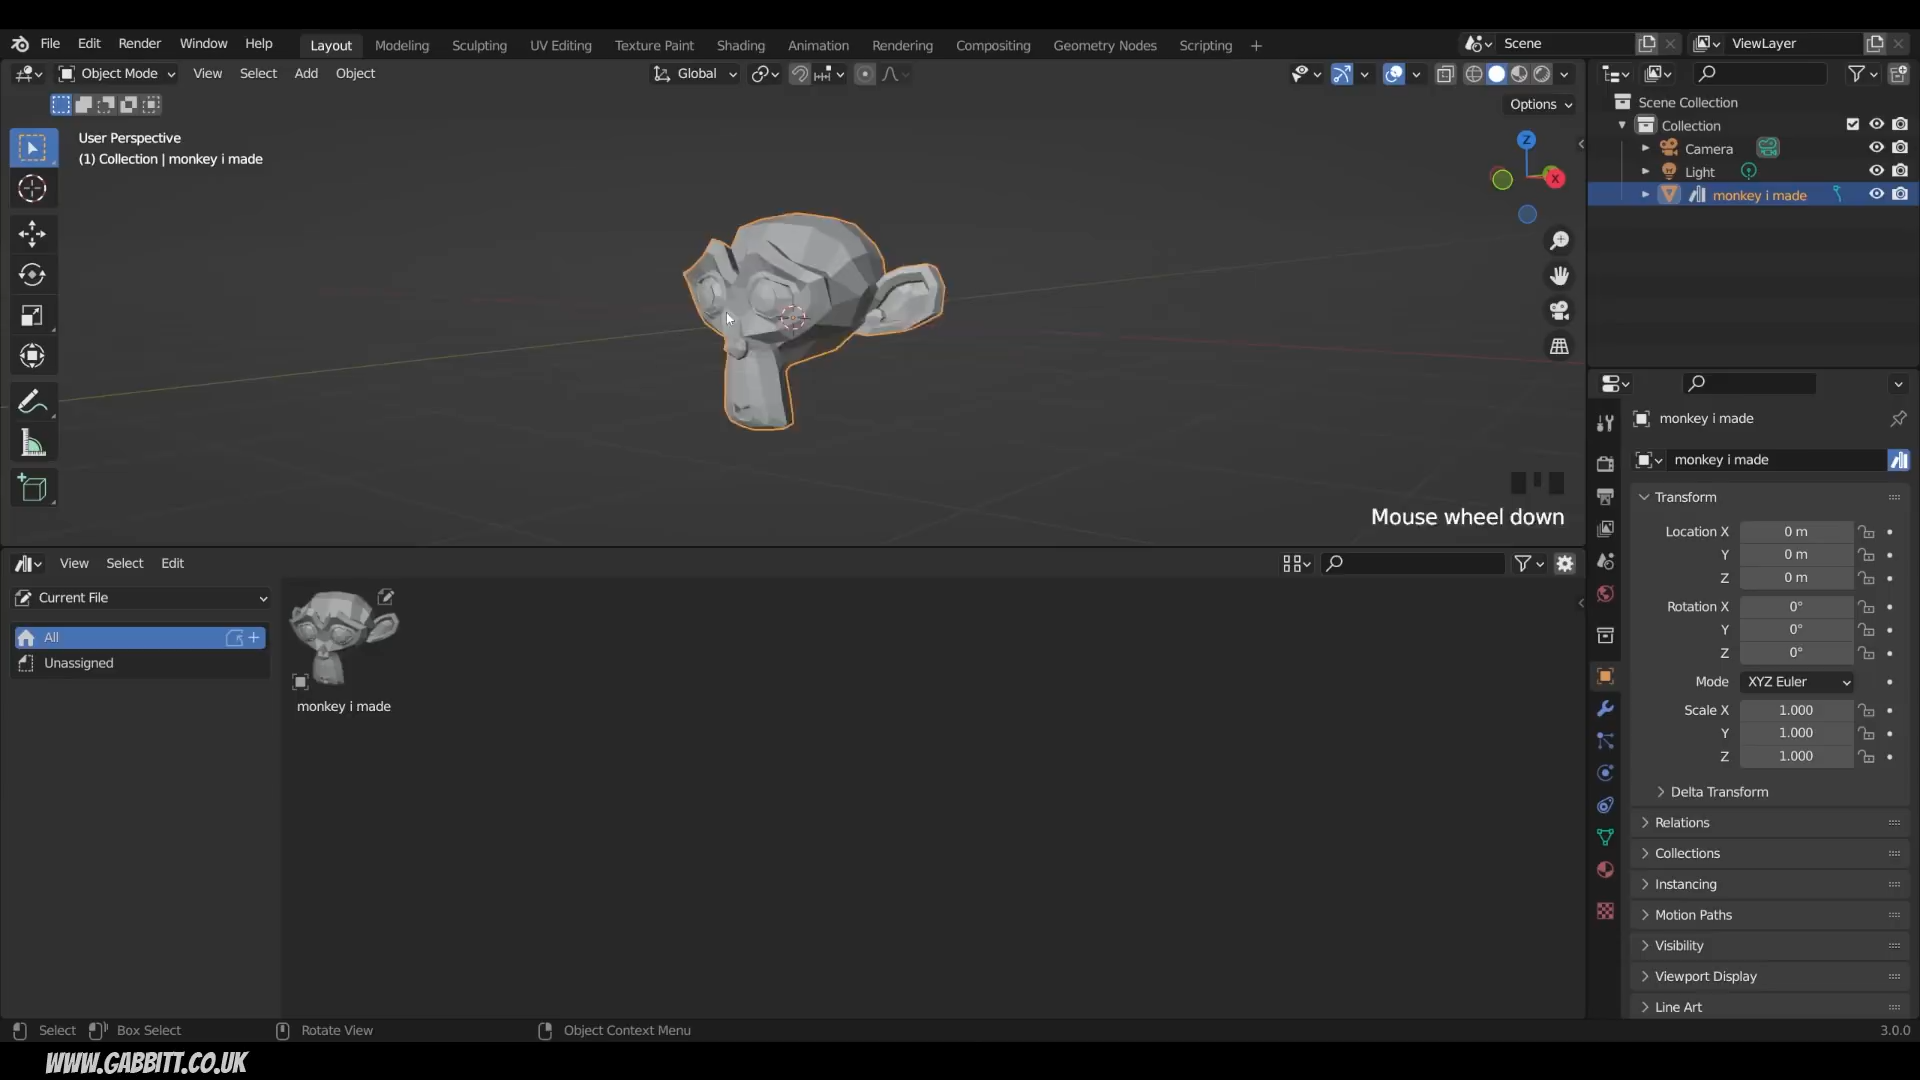 File Edit Render Window Help Layout Modeling Sculpting UV Editing Texture Paint Shading Animation Rendering Compositing Geometry Nodes Scripting + Scene ViewLayer
Object Mode View Select Add Object Global
Options
User Perspective
(1) Collection | monkey i made
Z
X
Mouse wheel down
Scene Collection
Collection
Camera
Light
monkey i made
monkey i made
monkey i made
Transform
Location X 0 m
Y 0 m
Z 0 m
Rotation X 0°
Y 0°
Z 0°
Mode XYZ Euler
Scale X 1.000
Y 1.000
Z 1.000
Delta Transform
Relations
Collections
Instancing
Motion Paths
Visibility
Viewport Display
Line Art
View Select Edit
Current File
All
Unassigned
monkey i made
Select Box Select Rotate View Object Context Menu 3.0.0
WWW.GABBITT.CO.UK